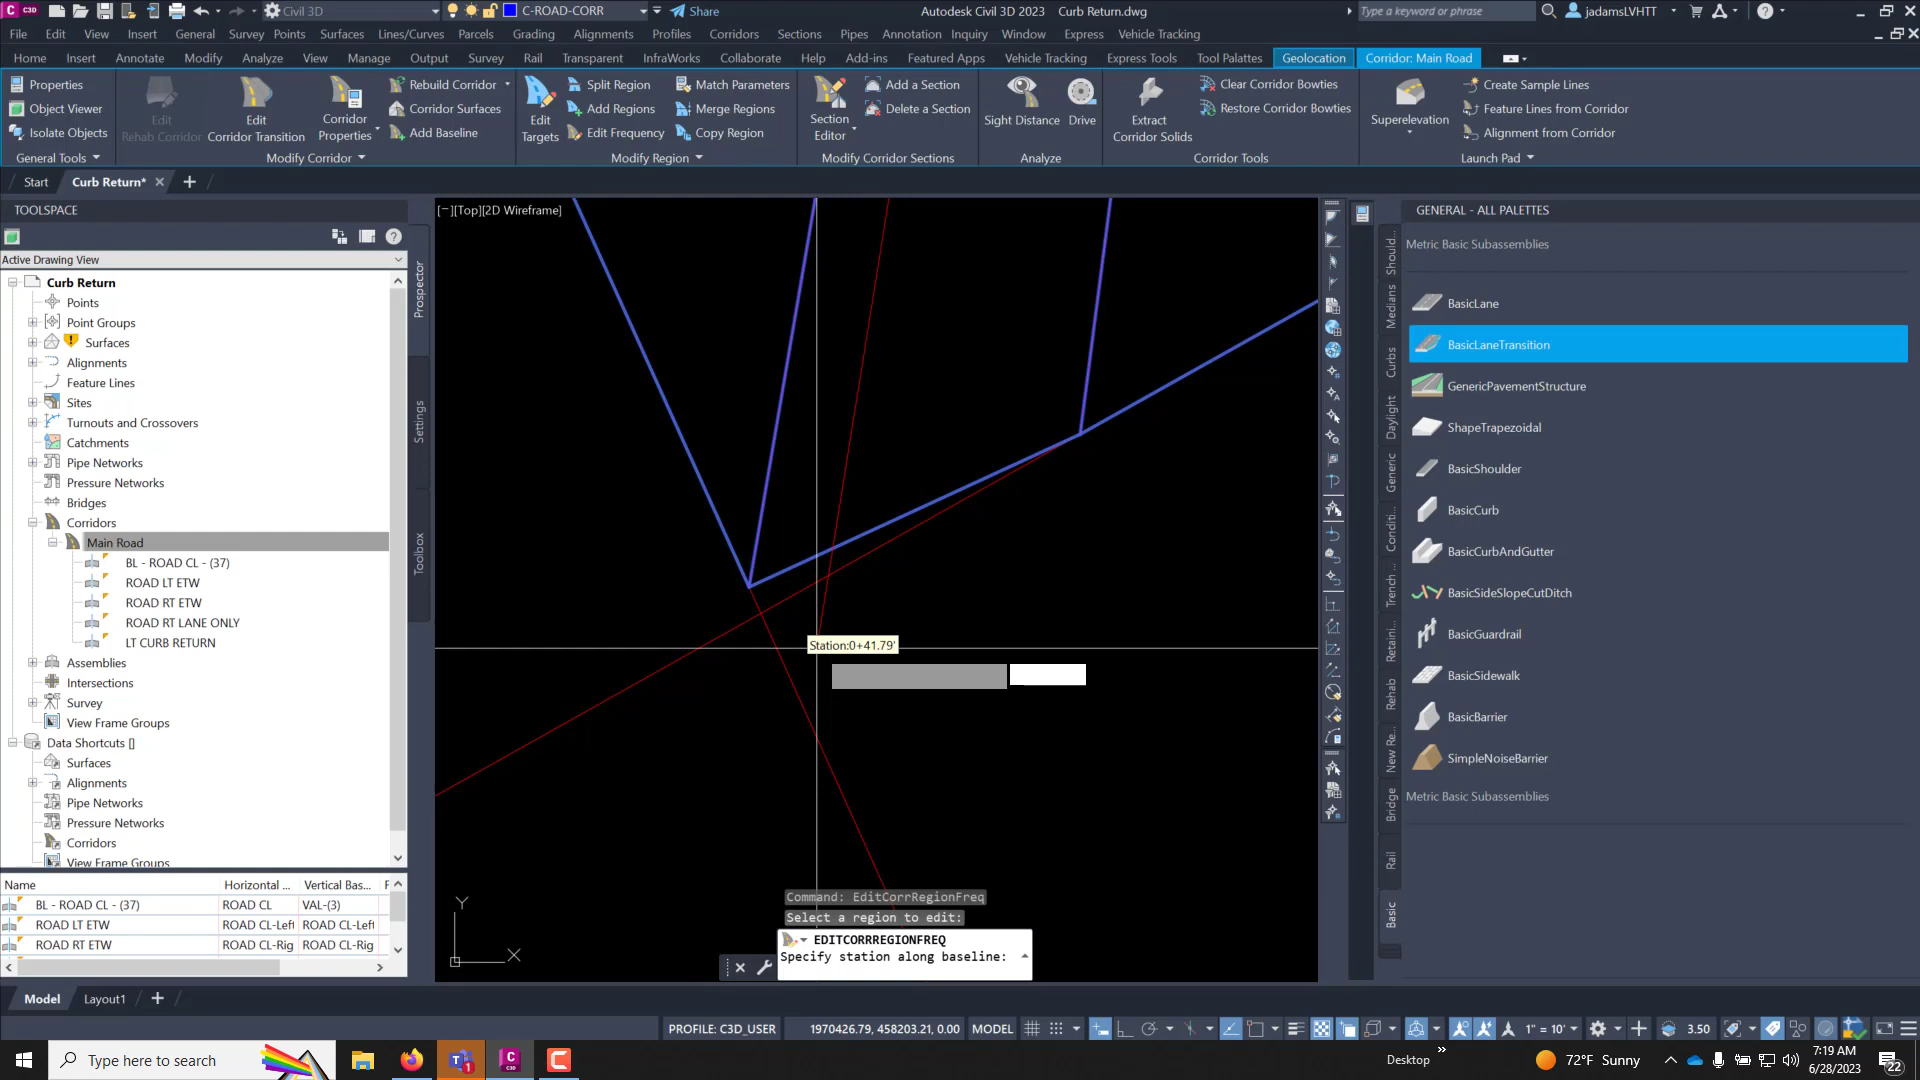 C3D Civil 3D C-ROAD-CORR Share Autodesk Civil 3D 2023 Curb Return.dwg Type a keyword or phrase jadamsLVHTT
File Edit View Insert General Survey Points Surfaces Lines/Curves Parcels Grading Alignments Profiles Corridors Sections Pipes Annotation Inquiry Window Express Vehicle Tracking
Home Insert Annotate Modify Analyze View Manage Output Survey Rail Transparent InfraWorks Collaborate Help Add-ins Featured Apps Vehicle Tracking Express Tools Tool Palettes Geolocation Corridor: Main Road
Properties
Object Viewer
Isolate Objects
General Tools
Edit
Rehab Corridor
Edit
Corridor Transition
Corridor
Properties
Rebuild Corridor
Corridor Surfaces
Add Baseline
Modify Corridor
Edit
Targets
Split Region
Add Regions
Edit Frequency
Match Parameters
Merge Regions
Copy Region
Modify Region
Section
Editor
Add a Section
Delete a Section
Modify Corridor Sections
Sight Distance
Drive
Analyze
Extract
Corridor Solids
Clear Corridor Bowties
Restore Corridor Bowties
Corridor Tools
Superelevation
Create Sample Lines
Feature Lines from Corridor
Alignment from Corridor
Launch Pad
Start Curb Return*
TOOLSPACE
Active Drawing View
Curb Return
Points
Point Groups
Surfaces
Alignments
Feature Lines
Sites
Turnouts and Crossovers
Catchments
Pipe Networks
Pressure Networks
Bridges
Corridors
Main Road
BL - ROAD CL - (37)
ROAD LT ETW
ROAD RT ETW
ROAD RT LANE ONLY
LT CURB RETURN
Assemblies
Intersections
Survey
View Frame Groups
Data Shortcuts []
Surfaces
Alignments
Pipe Networks
Pressure Networks
Corridors
View Frame Groups
Prospector
Settings
Toolbox
Name Horizontal ... Vertical Bas...
BL - ROAD CL - (37) ROAD CL VAL-(3)
ROAD LT ETW ROAD CL-Left ROAD CL-Left
ROAD RT ETW ROAD CL-Rig ROAD CL-Rig
[−][Top][2D Wireframe]
Station:0+41.79'
Y
X
Command: EditCorrRegionFreq
Select a region to edit:
EDITCORRREGIONFREQ
Specify station along baseline:
GENERAL - ALL PALETTES
Metric Basic Subassemblies
BasicLane
BasicLaneTransition
GenericPavementStructure
ShapeTrapezoidal
BasicShoulder
BasicCurb
BasicCurbAndGutter
BasicSideSlopeCutDitch
BasicGuardrail
BasicSidewalk
BasicBarrier
SimpleNoiseBarrier
Metric Basic Subassemblies
Should...
Medians
Curbs
Daylight
Generic
Conditi...
Trench ...
Retaini...
Rehab
New Re...
Bridge
Rail
Basic
Model Layout1
PROFILE: C3D_USER 1970426.79, 458203.21, 0.00 MODEL 1" = 10' 3.50
Type here to search Desktop 72°F Sunny 7:19 AM
6/28/2023
22